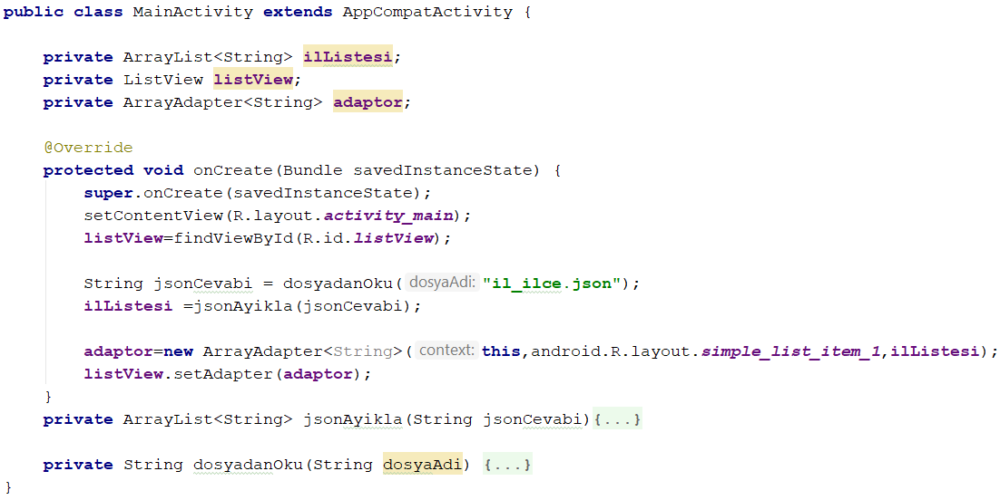 public class MainActivity extends AppCompatActivity {
private ArrayList<String> ilListesi;
private ListView listView;
private ArrayAdapter<String> adaptor;
@Override
protected void onCreate(Bundle savedInstanceState) {
super.onCreate(savedInstanceState);
setContentView(R.layout.activity_main);
listView=findViewById(R.id.listView);
String jsonCevabi = dosyadanOku( dosyaAdi: "il_ilce.json");
ilListesi =jsonAyikla(jsonCevabi);
adaptor=new ArrayAdapter<String>( context: this,android.R.layout.simple_list_item_1,ilListesi);
listView.setAdapter(adaptor);
}
private ArrayList<String> jsonAyikla(String jsonCevabi){...}
private String dosyadanOku(String dosyaAdi) {...}
}